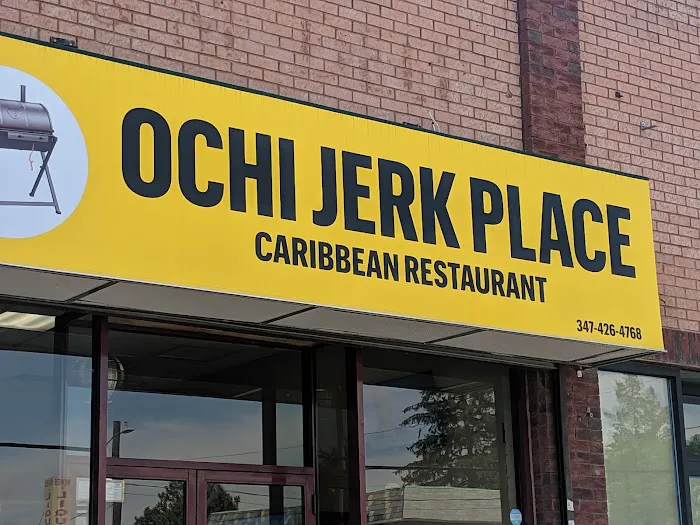 OCHI JERK PLACE
CARIBBEAN RESTAURANT
347-426-4768